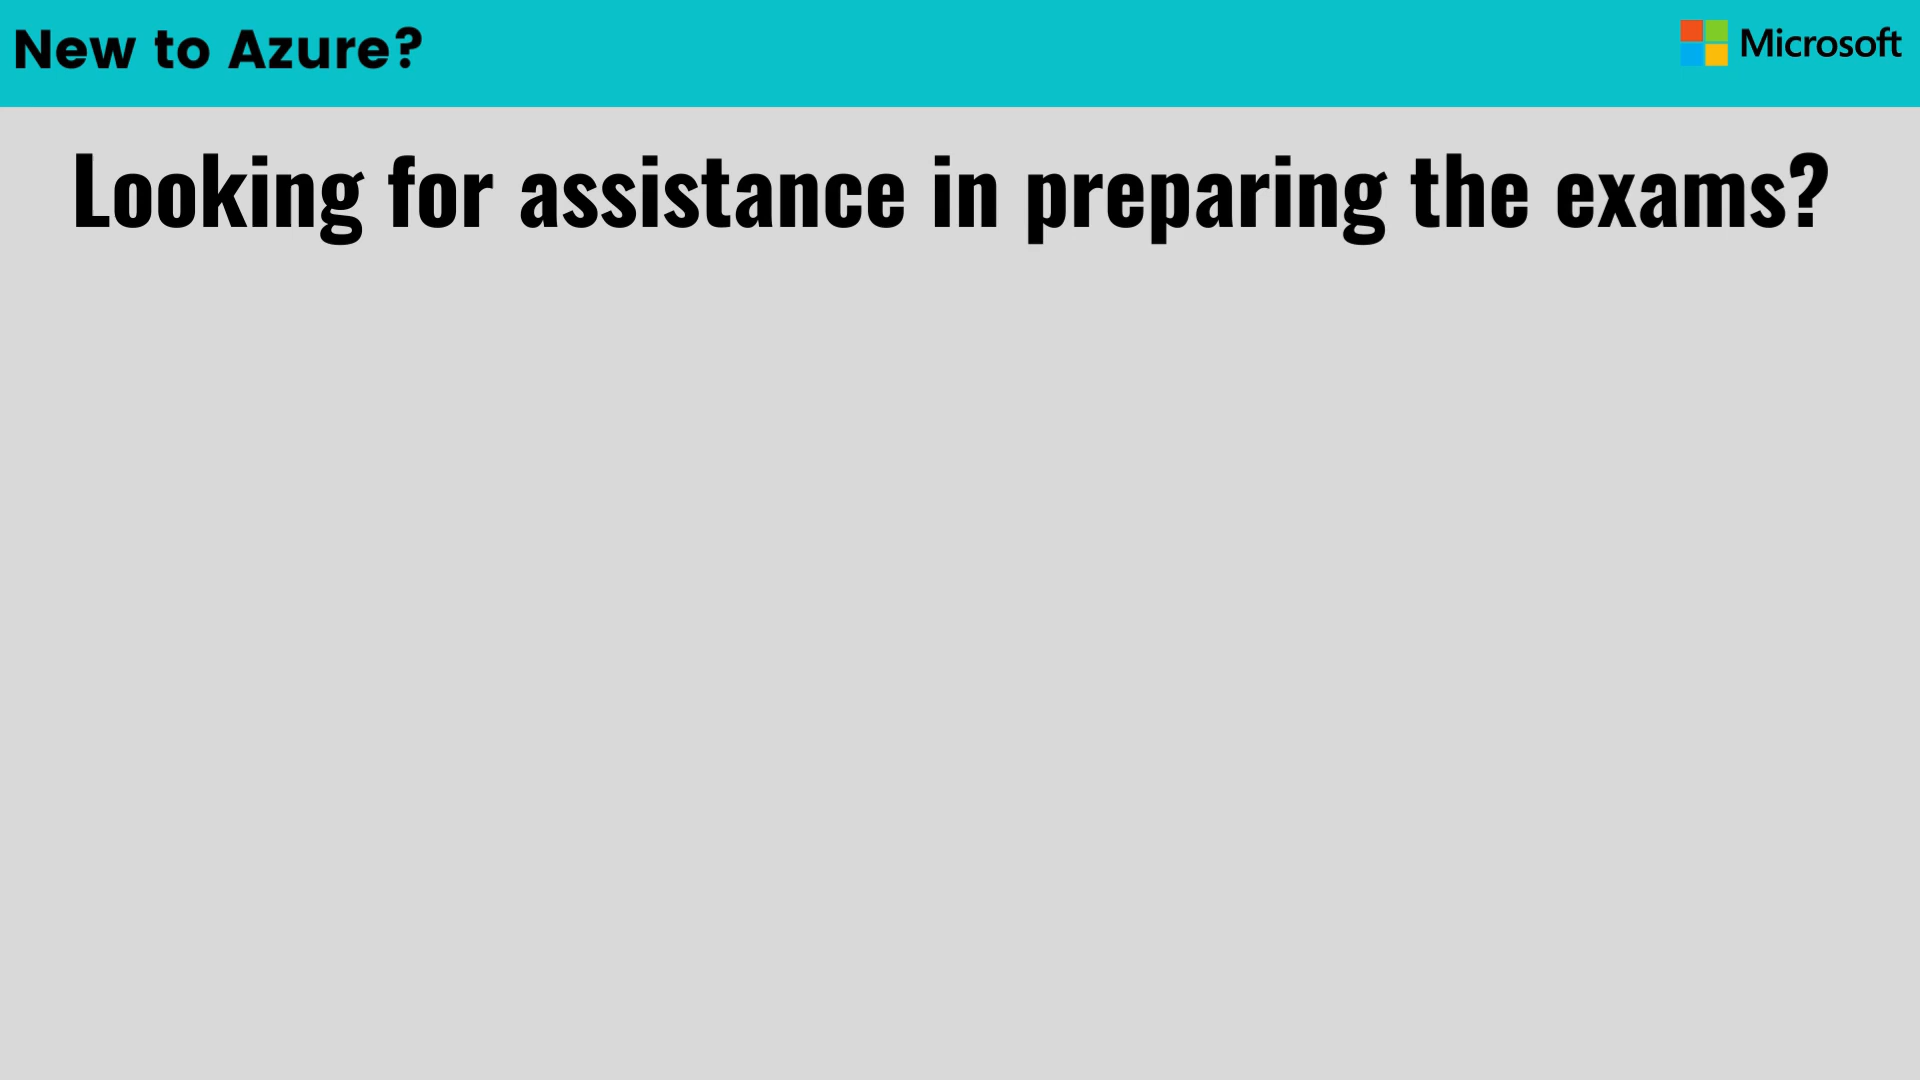 New to Azure?
Microsoft
Looking for assistance in preparing the exams?